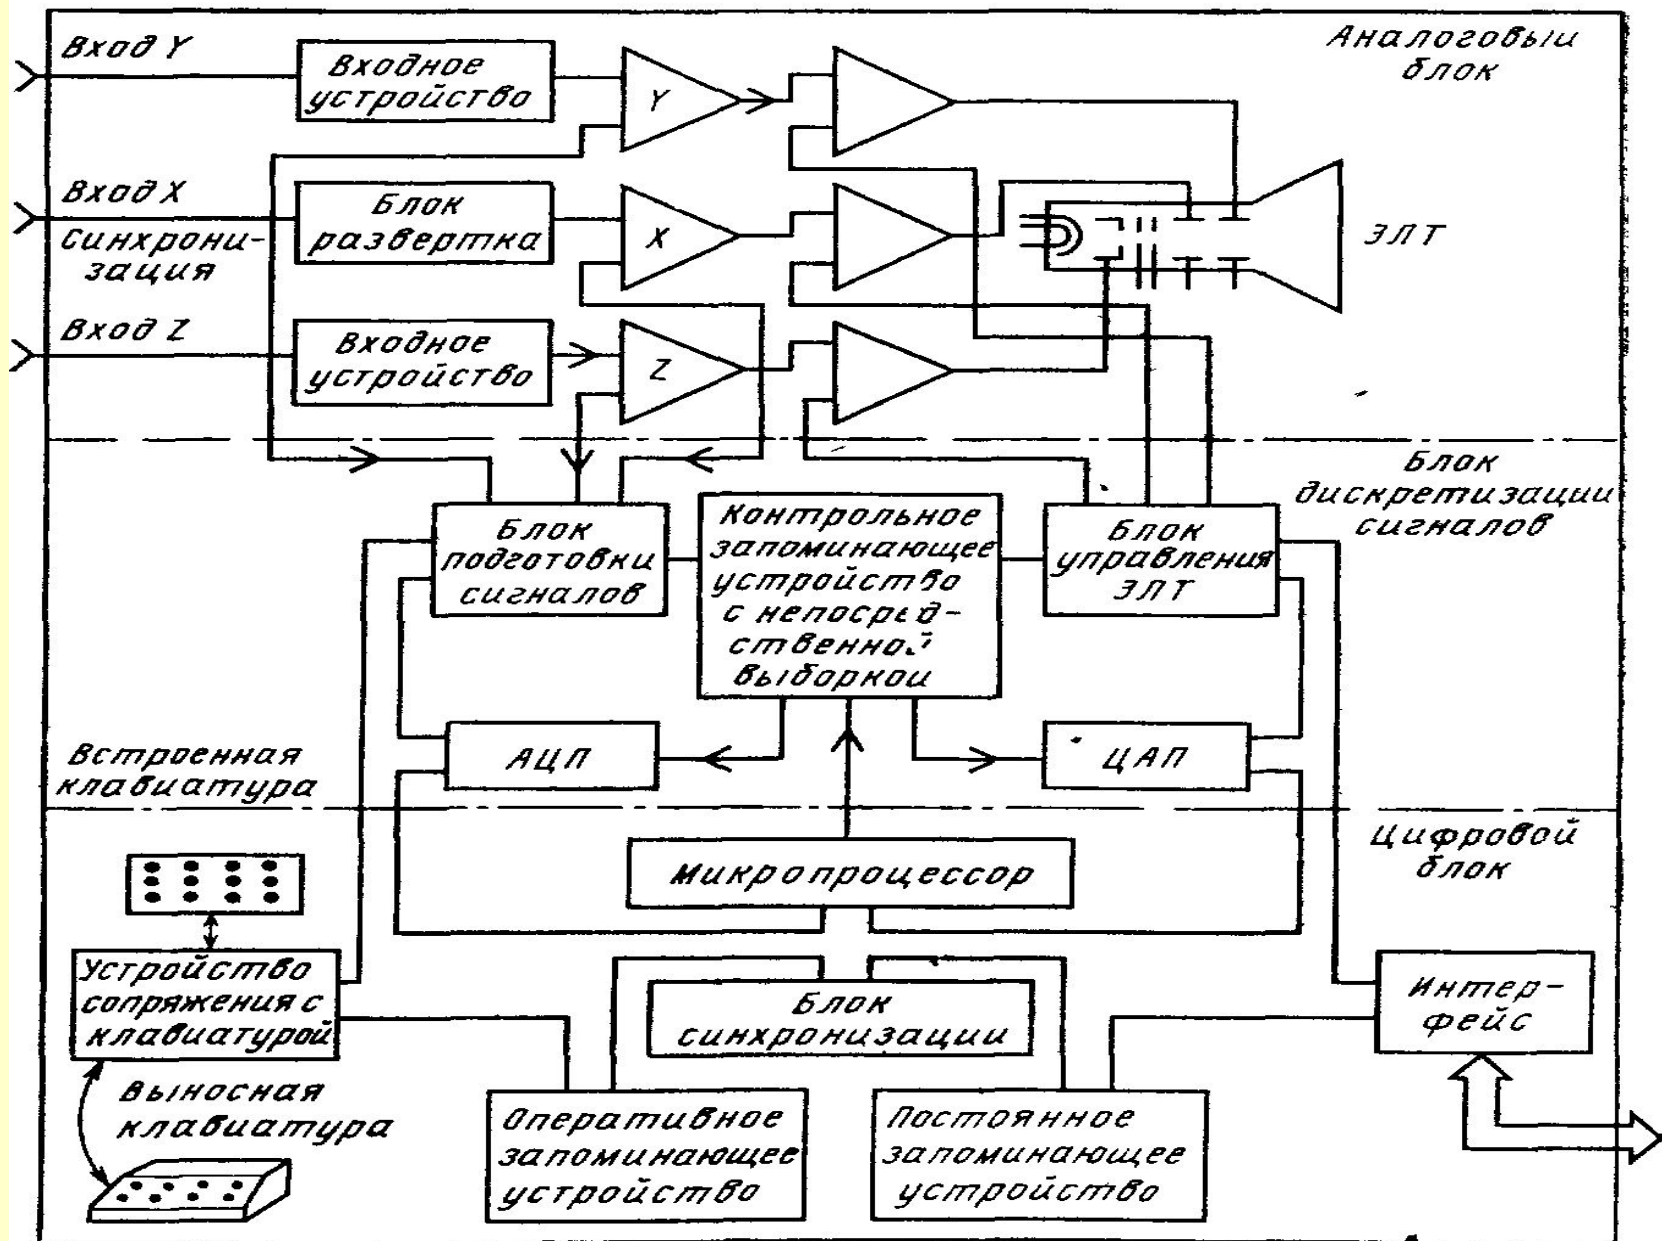 Аналоговый
блок
Вход Y
Входное
устройство
Y
Вход X
Синхрони-
зация
Блок
развертка
X
ЭЛТ
Вход Z
Входное
устройство
Z
Блок
дискретизации
сигналов
Блок
подготовки
сигналов
Контрольное
запоминающее
устройство
с непосред-
ственной
выборкой
Блок
управления
ЭЛТ
АЦП
ЦАП
Встроенная
клавиатура
Цифровой
блок
Микропроцессор
Устройство
сопряжения с
клавиатурой
Блок
синхронизации
Интер-
фейс
Выносная
клавиатура
Оперативное
запоминающее
устройство
Постоянное
запоминающее
устройство